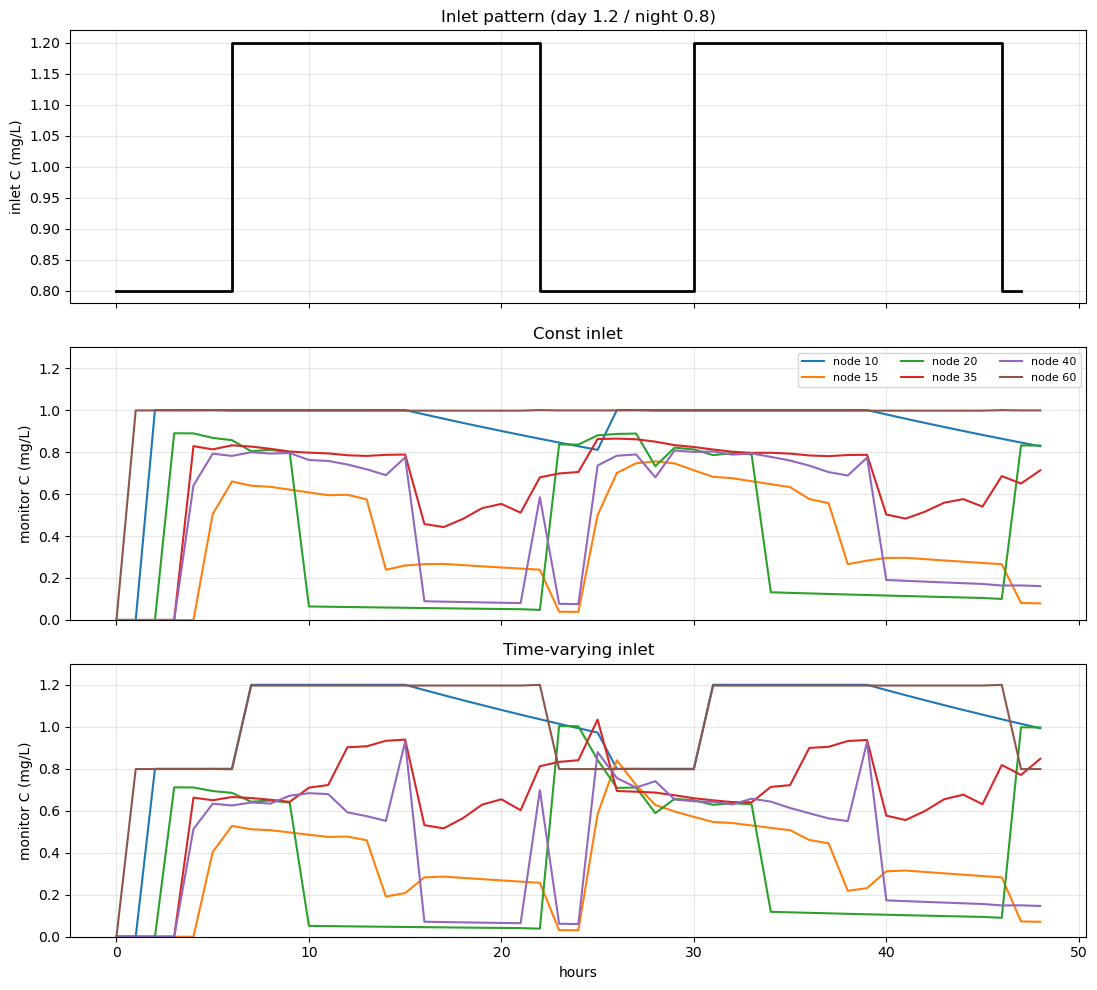 Inlet pattern (day 1.2 / night 0.8)
inlet C (mg/L)
1.20
1.15
1.10
1.05
1.00
0.95
0.90
0.85
0.80
Const inlet
monitor C (mg/L)
1.2
1.0
0.8
0.6
0.4
0.2
0.0
node 10 node 20 node 40
node 15 node 35 node 60
Time-varying inlet
monitor C (mg/L)
1.2
1.0
0.8
0.6
0.4
0.2
0.0
0 10 20 30 40 50
hours